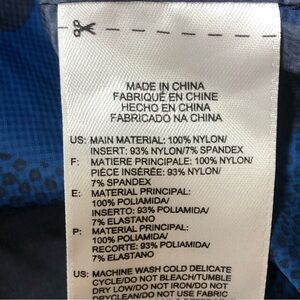 MADE IN CHINA
FABRIQUÉ EN CHINE
HECHO EN CHINA
FABRICADO NA CHINA
US: MAIN MATERIAL: 100% NYLON/
INSERT: 93% NYLON/7% SPANDEX
F: MATIERE PRINCIPALE: 100% NYLON/
PIÈCE INSÉRÉE: 93% NYLON/
7% SPANDEX
E: MATERIAL PRINCIPAL:
100% POLIAMIDA/
INSERTO: 93% POLIAMIDA/
7% ELASTANO
P: MATERIAL PRINCIPAL:
100% POLIAMIDA/
RECORTE: 93% POLIAMIDA/
7% ELASTANO
US: MACHINE WASH COLD DELICATE
CYCLE/DO NOT BLEACH/TUMBLE
DRY LOW/DO NOT IRON/DO NOT
DRYCLEAN/DO NOT USE FABRIC